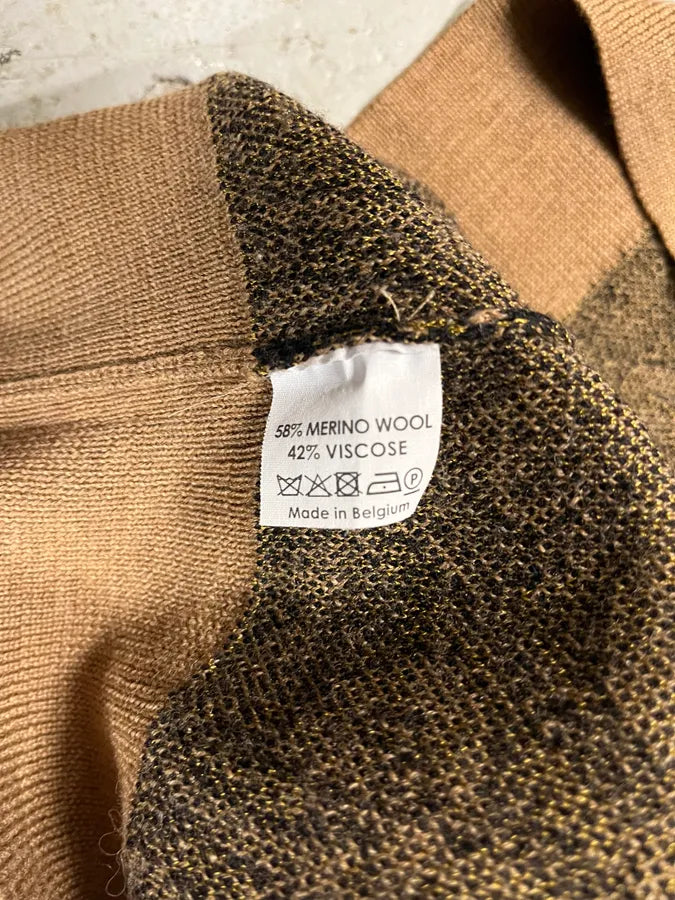 58% MERINO WOOL
42% VISCOSE
P
Made in Belgium